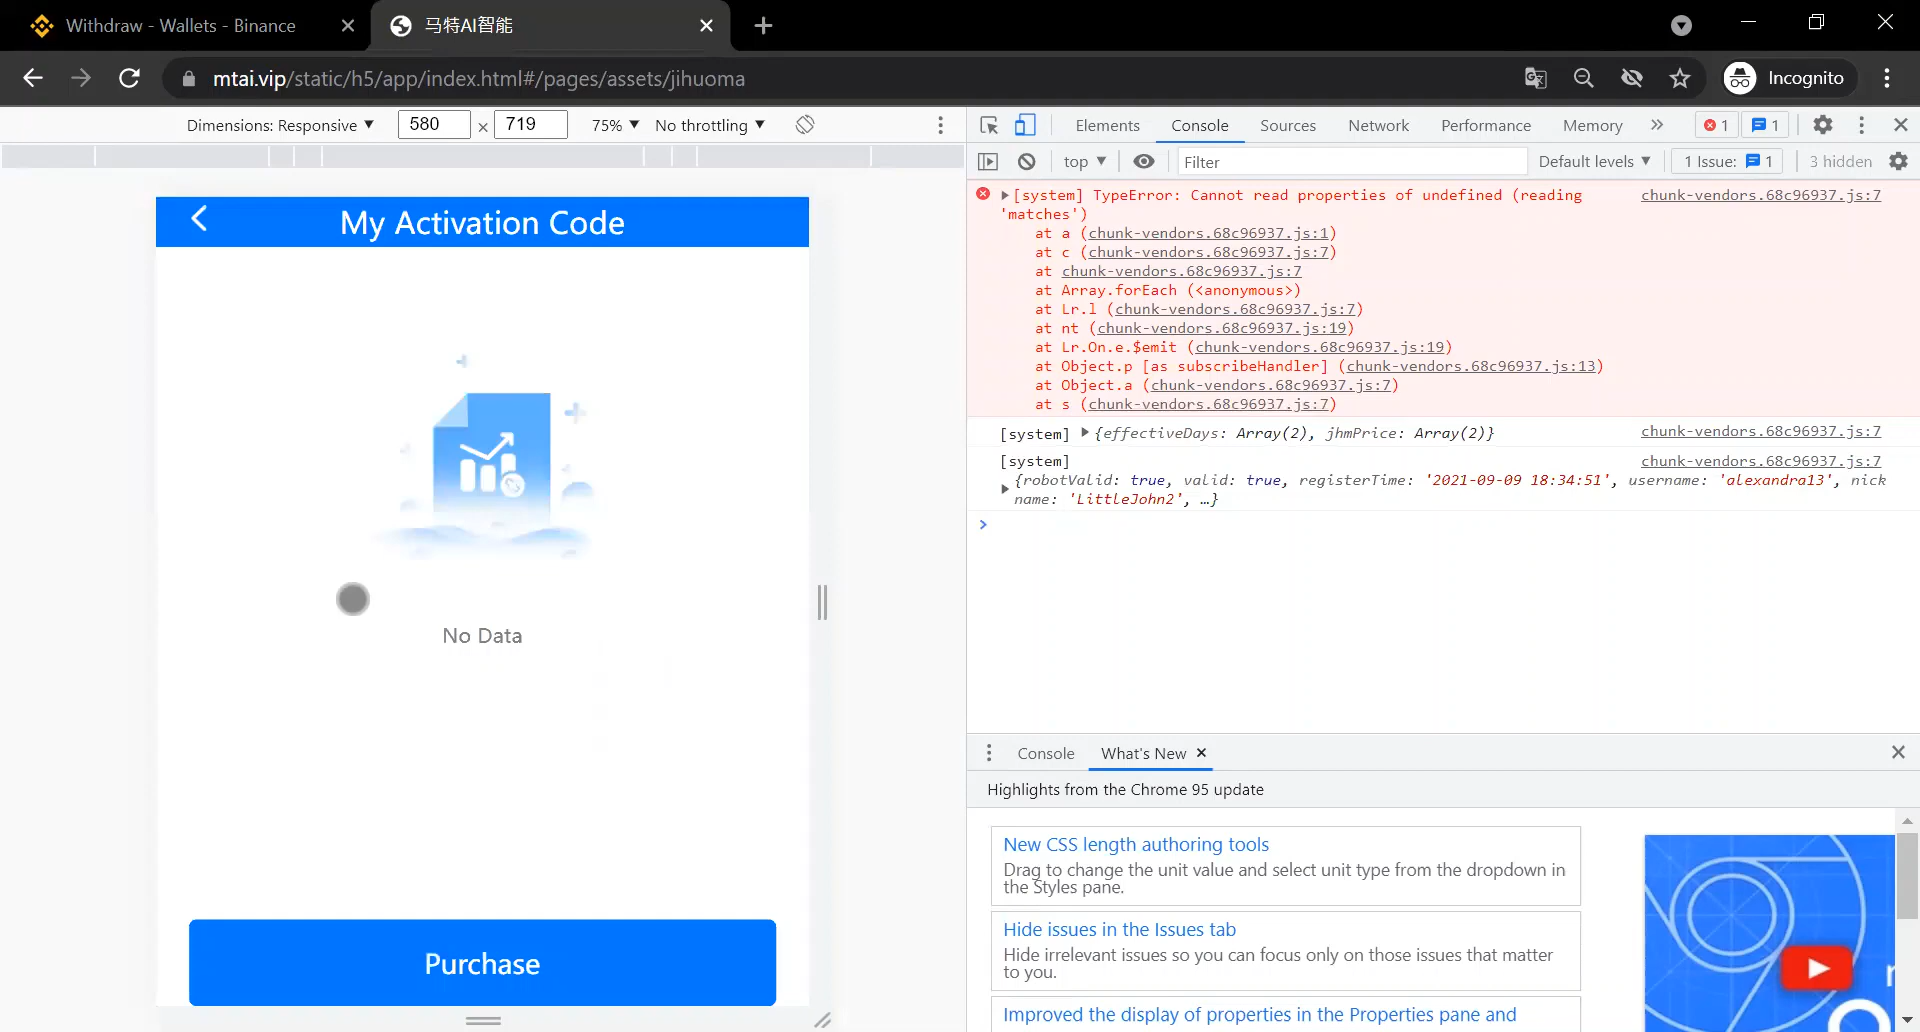 Withdraw - Wallets - Binance
马特AI智能
mtai.vip/static/h5/app/index.html#/pages/assets/jihuoma
Incognito
Dimensions: Responsive ▼ 580 × 719 75% ▼ No throttling ▼
Elements Console Sources Network Performance Memory » 1 1
top ▼ Filter Default levels ▼ 1 Issue: 1 3 hidden
My Activation Code
No Data
Purchase
[system] TypeError: Cannot read properties of undefined (reading chunk-vendors.68c96937.js:7
'matches')
at a (chunk-vendors.68c96937.js:1)
at c (chunk-vendors.68c96937.js:7)
at chunk-vendors.68c96937.js:7
at Array.forEach (<anonymous>)
at Lr.l (chunk-vendors.68c96937.js:7)
at nt (chunk-vendors.68c96937.js:19)
at Lr.On.e.$emit (chunk-vendors.68c96937.js:19)
at Object.p [as subscribeHandler] (chunk-vendors.68c96937.js:13)
at Object.a (chunk-vendors.68c96937.js:7)
at s (chunk-vendors.68c96937.js:7)
[system] {effectiveDays: Array(2), jhmPrice: Array(2)} chunk-vendors.68c96937.js:7
[system] chunk-vendors.68c96937.js:7
{robotValid: true, valid: true, registerTime: '2021-09-09 18:34:51', username: 'alexandra13', nick
name: 'LittleJohn2', …}
Console What's New
Highlights from the Chrome 95 update
New CSS length authoring tools
Drag to change the unit value and select unit type from the dropdown in
the Styles pane.
Hide issues in the Issues tab
Hide irrelevant issues so you can focus only on those issues that matter
to you.
Improved the display of properties in the Properties pane and